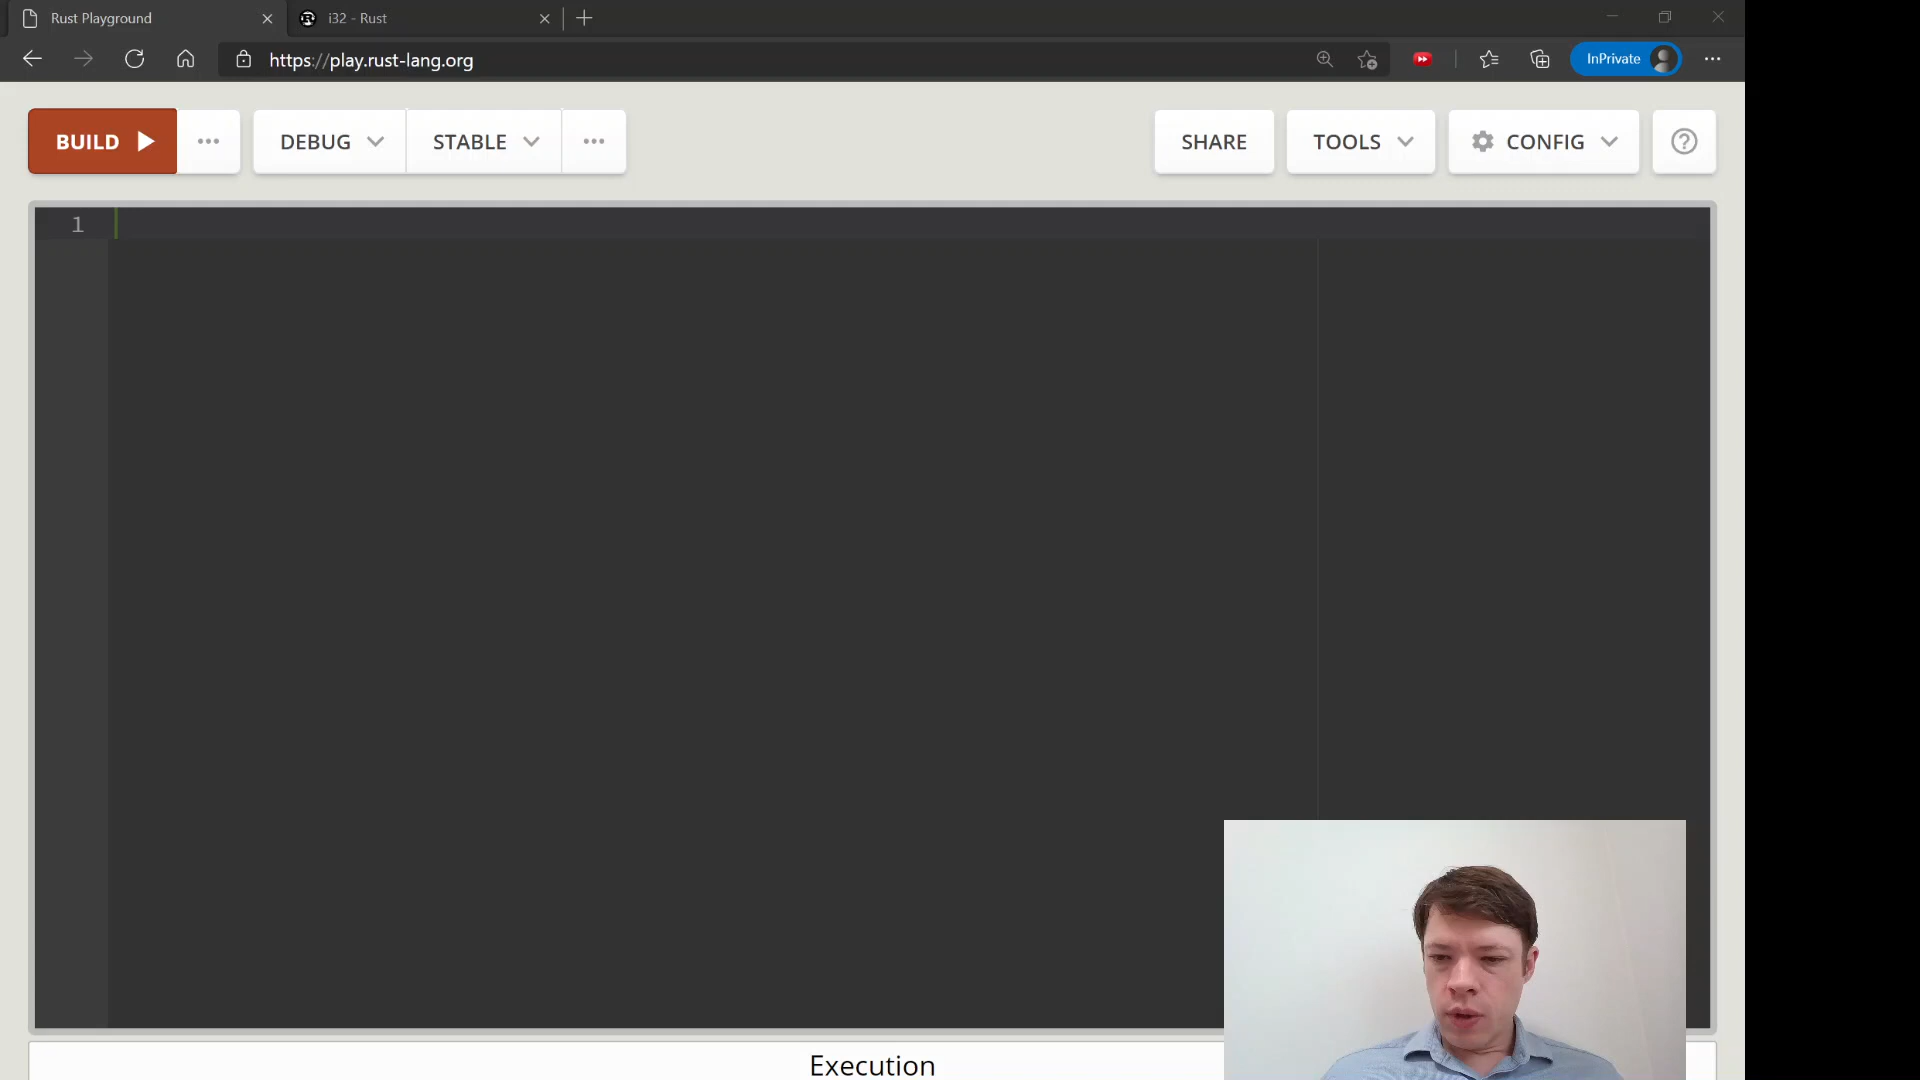 Rust Playground
i32 - Rust
https://play.rust-lang.org
InPrivate
BUILD
DEBUG
STABLE
SHARE
TOOLS
CONFIG
1
Execution